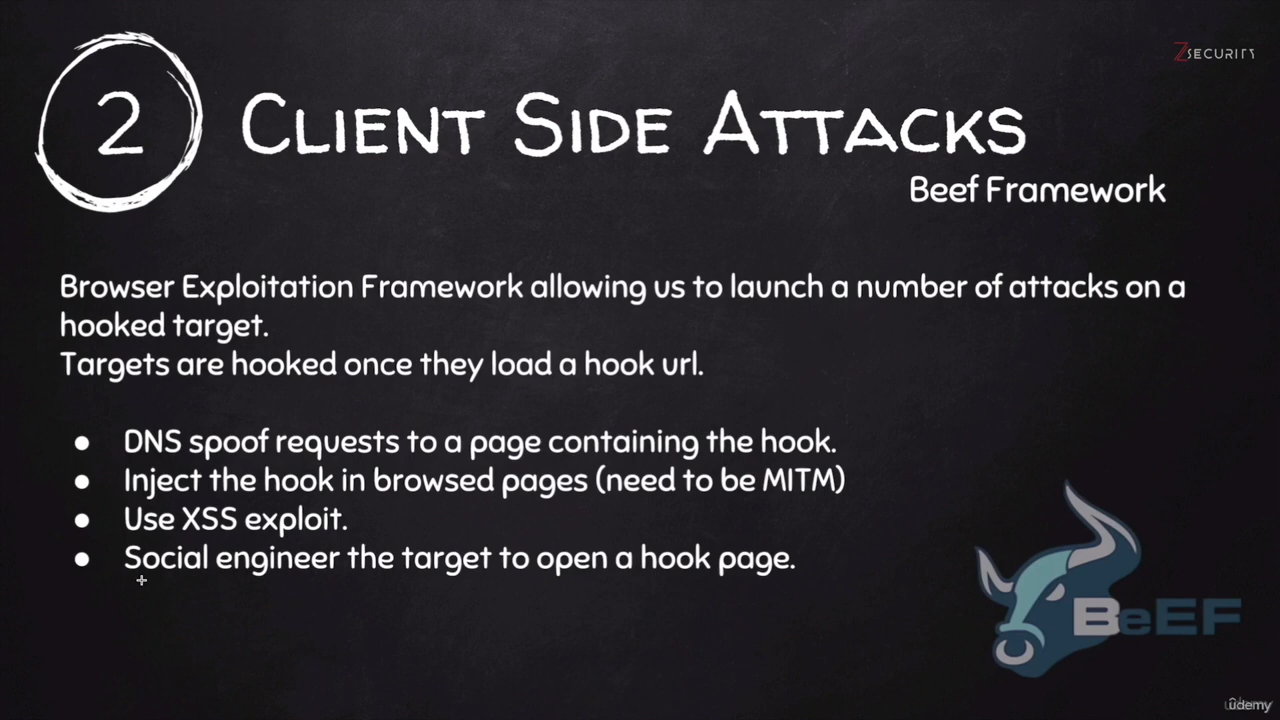 2
CLIENT SIDE ATTACKS
ZSECURITY
Beef Framework
Browser Exploitation Framework allowing us to launch a number of attacks on a
hooked target.
Targets are hooked once they load a hook url.
● DNS spoof requests to a page containing the hook.
● Inject the hook in browsed pages (need to be MITM)
● Use XSS exploit.
● Social engineer the target to open a hook page.
BeEF
udemy